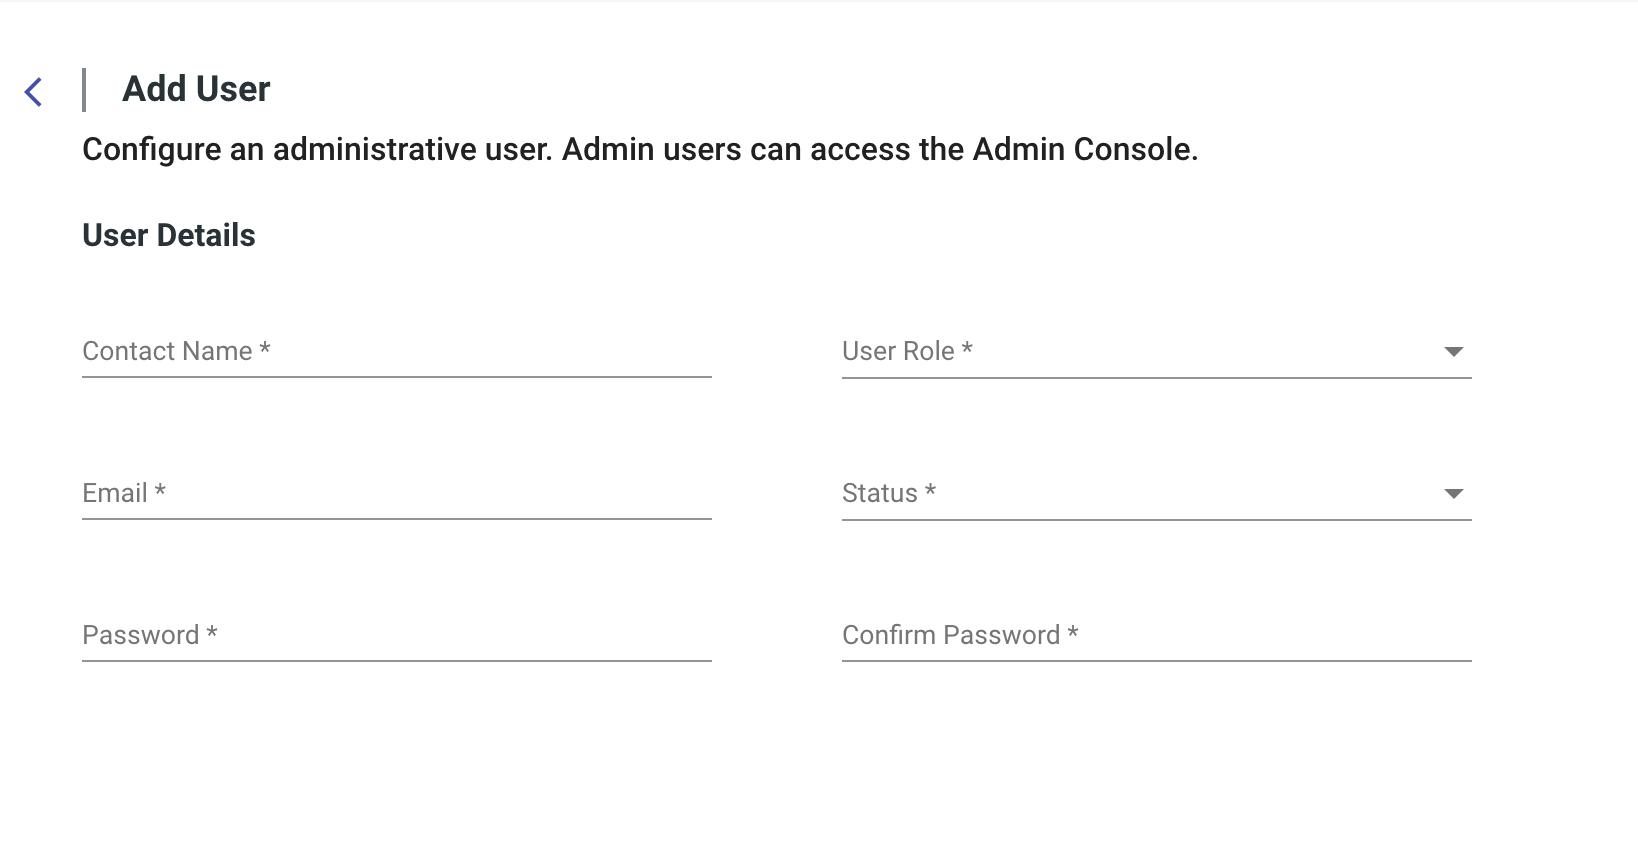 Add User
Configure an administrative user. Admin users can access the Admin Console.
User Details
Contact Name *
User Role *
Email *
Status *
Password *
Confirm Password *